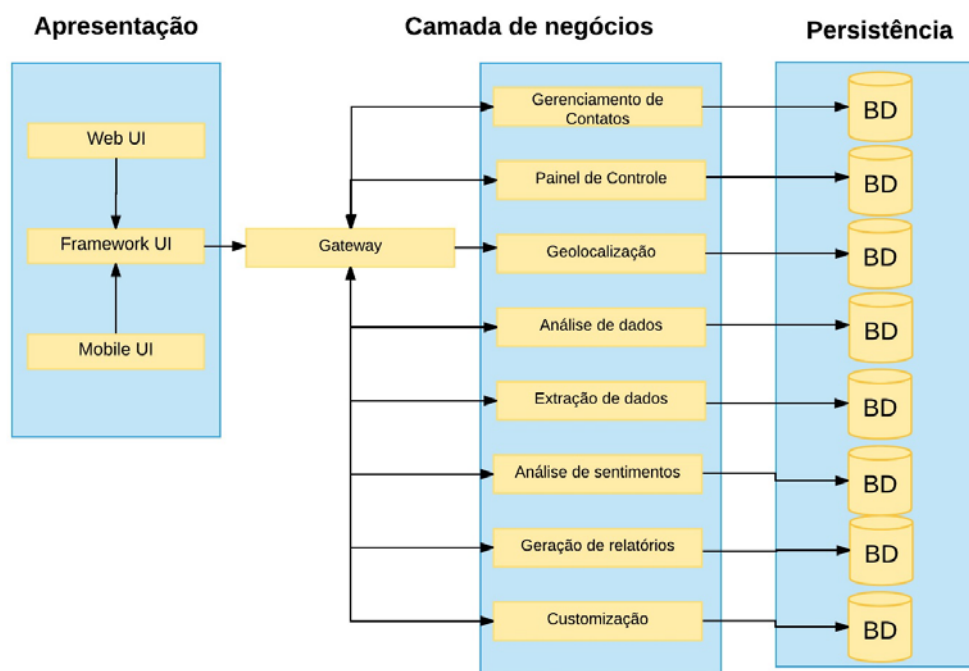 Apresentação
Camada de negócios
Persistência
Web UI
Framework UI
Mobile UI
Gateway
Gerenciamento de
Contatos
Painel de Controle
Geolocalização
Análise de dados
Extração de dados
Análise de sentimentos
Geração de relatórios
Customização
BD
BD
BD
BD
BD
BD
BD
BD